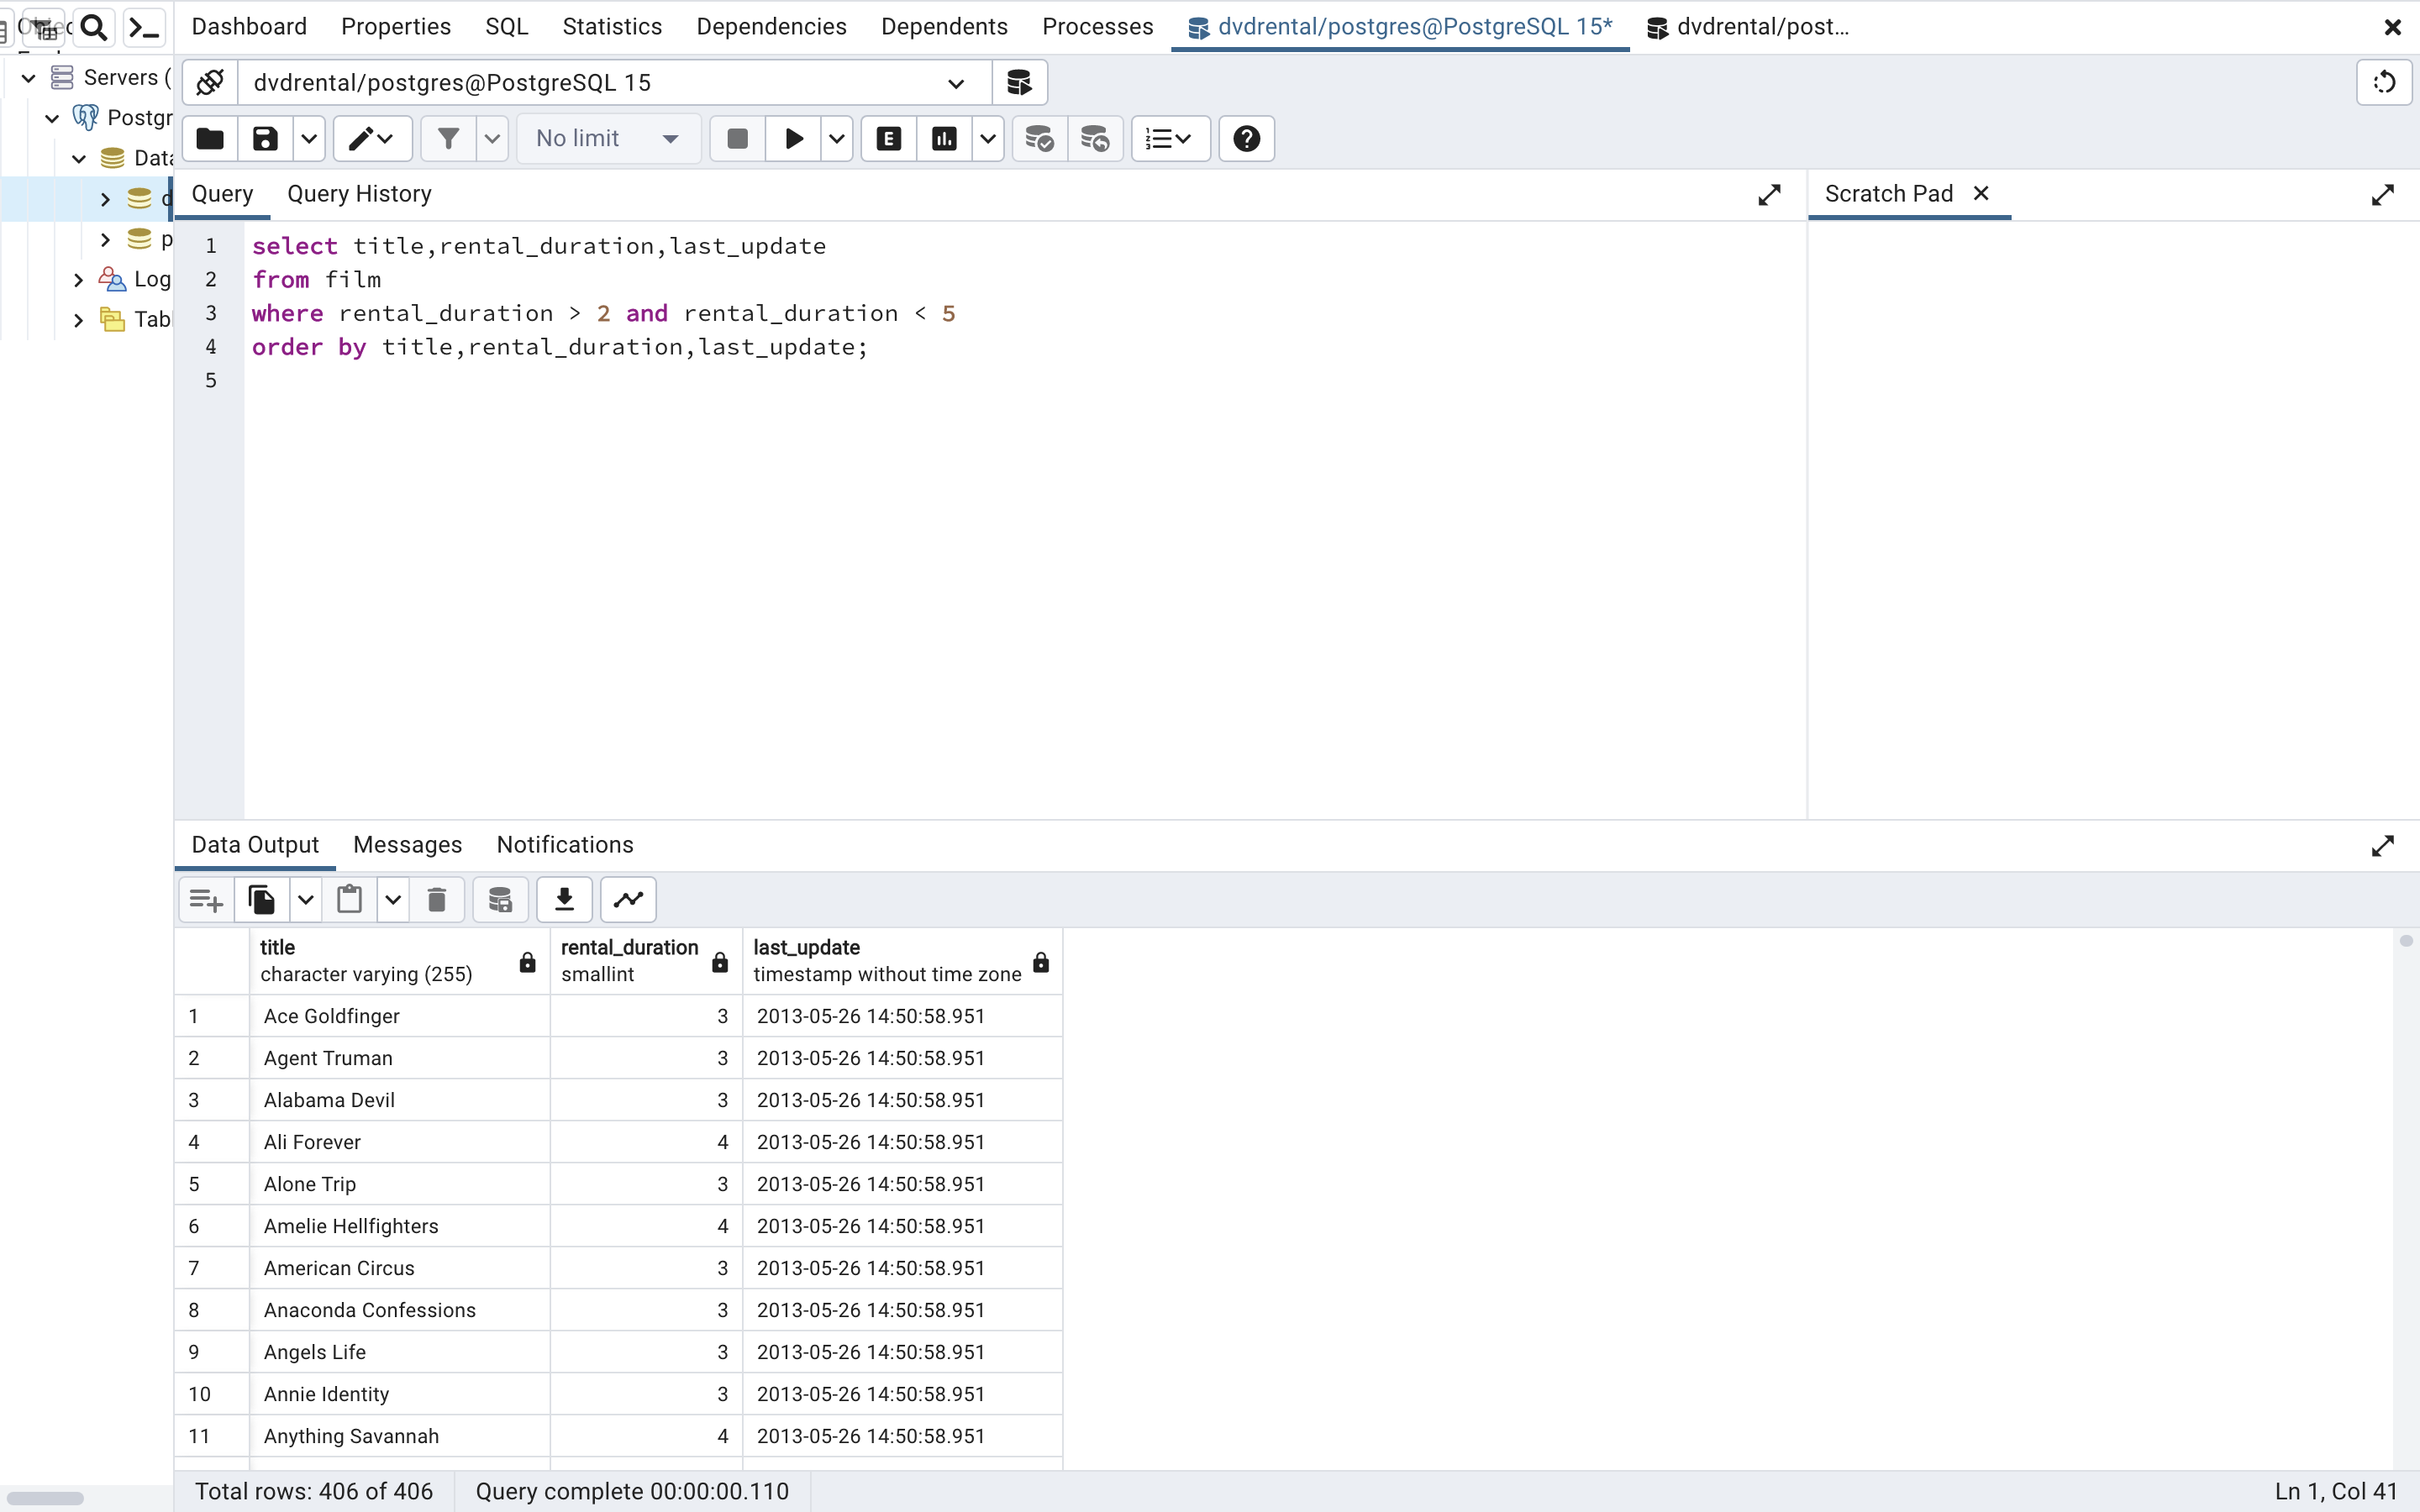 Dashboard Properties SQL Statistics Dependencies Dependents Processes dvdrental/postgres@PostgreSQL 15* dvdrental/post...
Servers (
dvdrental/postgres@PostgreSQL 15
Postgr
No limit
Data
Query Query History Scratch Pad
d
p
Log
Tab
1 select title,rental_duration,last_update
2 from film
3 where rental_duration > 2 and rental_duration < 5
4 order by title,rental_duration,last_update;
5
Data Output Messages Notifications
title rental_duration last_update
character varying (255) smallint timestamp without time zone
1 Ace Goldfinger 3 2013-05-26 14:50:58.951
2 Agent Truman 3 2013-05-26 14:50:58.951
3 Alabama Devil 3 2013-05-26 14:50:58.951
4 Ali Forever 4 2013-05-26 14:50:58.951
5 Alone Trip 3 2013-05-26 14:50:58.951
6 Amelie Hellfighters 4 2013-05-26 14:50:58.951
7 American Circus 3 2013-05-26 14:50:58.951
8 Anaconda Confessions 3 2013-05-26 14:50:58.951
9 Angels Life 3 2013-05-26 14:50:58.951
10 Annie Identity 3 2013-05-26 14:50:58.951
11 Anything Savannah 4 2013-05-26 14:50:58.951
Total rows: 406 of 406 Query complete 00:00:00.110 Ln 1, Col 41